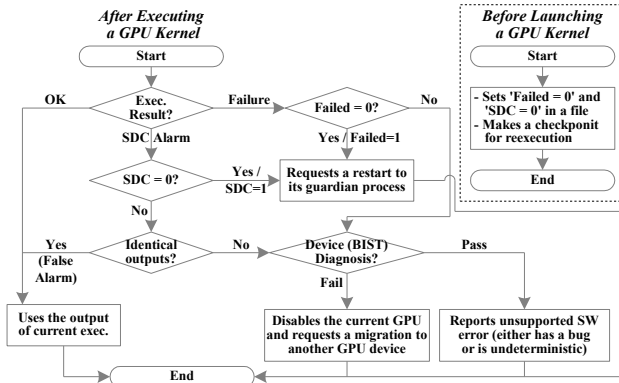 After Executing
a GPU Kernel
Start
OK
Exec.
Result?
Failure
Failed = 0?
No
SDC Alarm
Yes / Failed=1
SDC = 0?
Yes /
SDC=1
Requests a restart to
its guardian process
No
Yes
(False
Alarm)
Identical
outputs?
No
Device (BIST)
Diagnosis?
Pass
Fail
Uses the output
of current exec.
Disables the current GPU
and requests a migration to
another GPU device
Reports unsupported SW
error (either has a bug
or is undeterministic)
End
Before Launching
a GPU Kernel
Start
- Sets 'Failed = 0' and
'SDC = 0' in a file
- Makes a checkponit
for reexecution
End